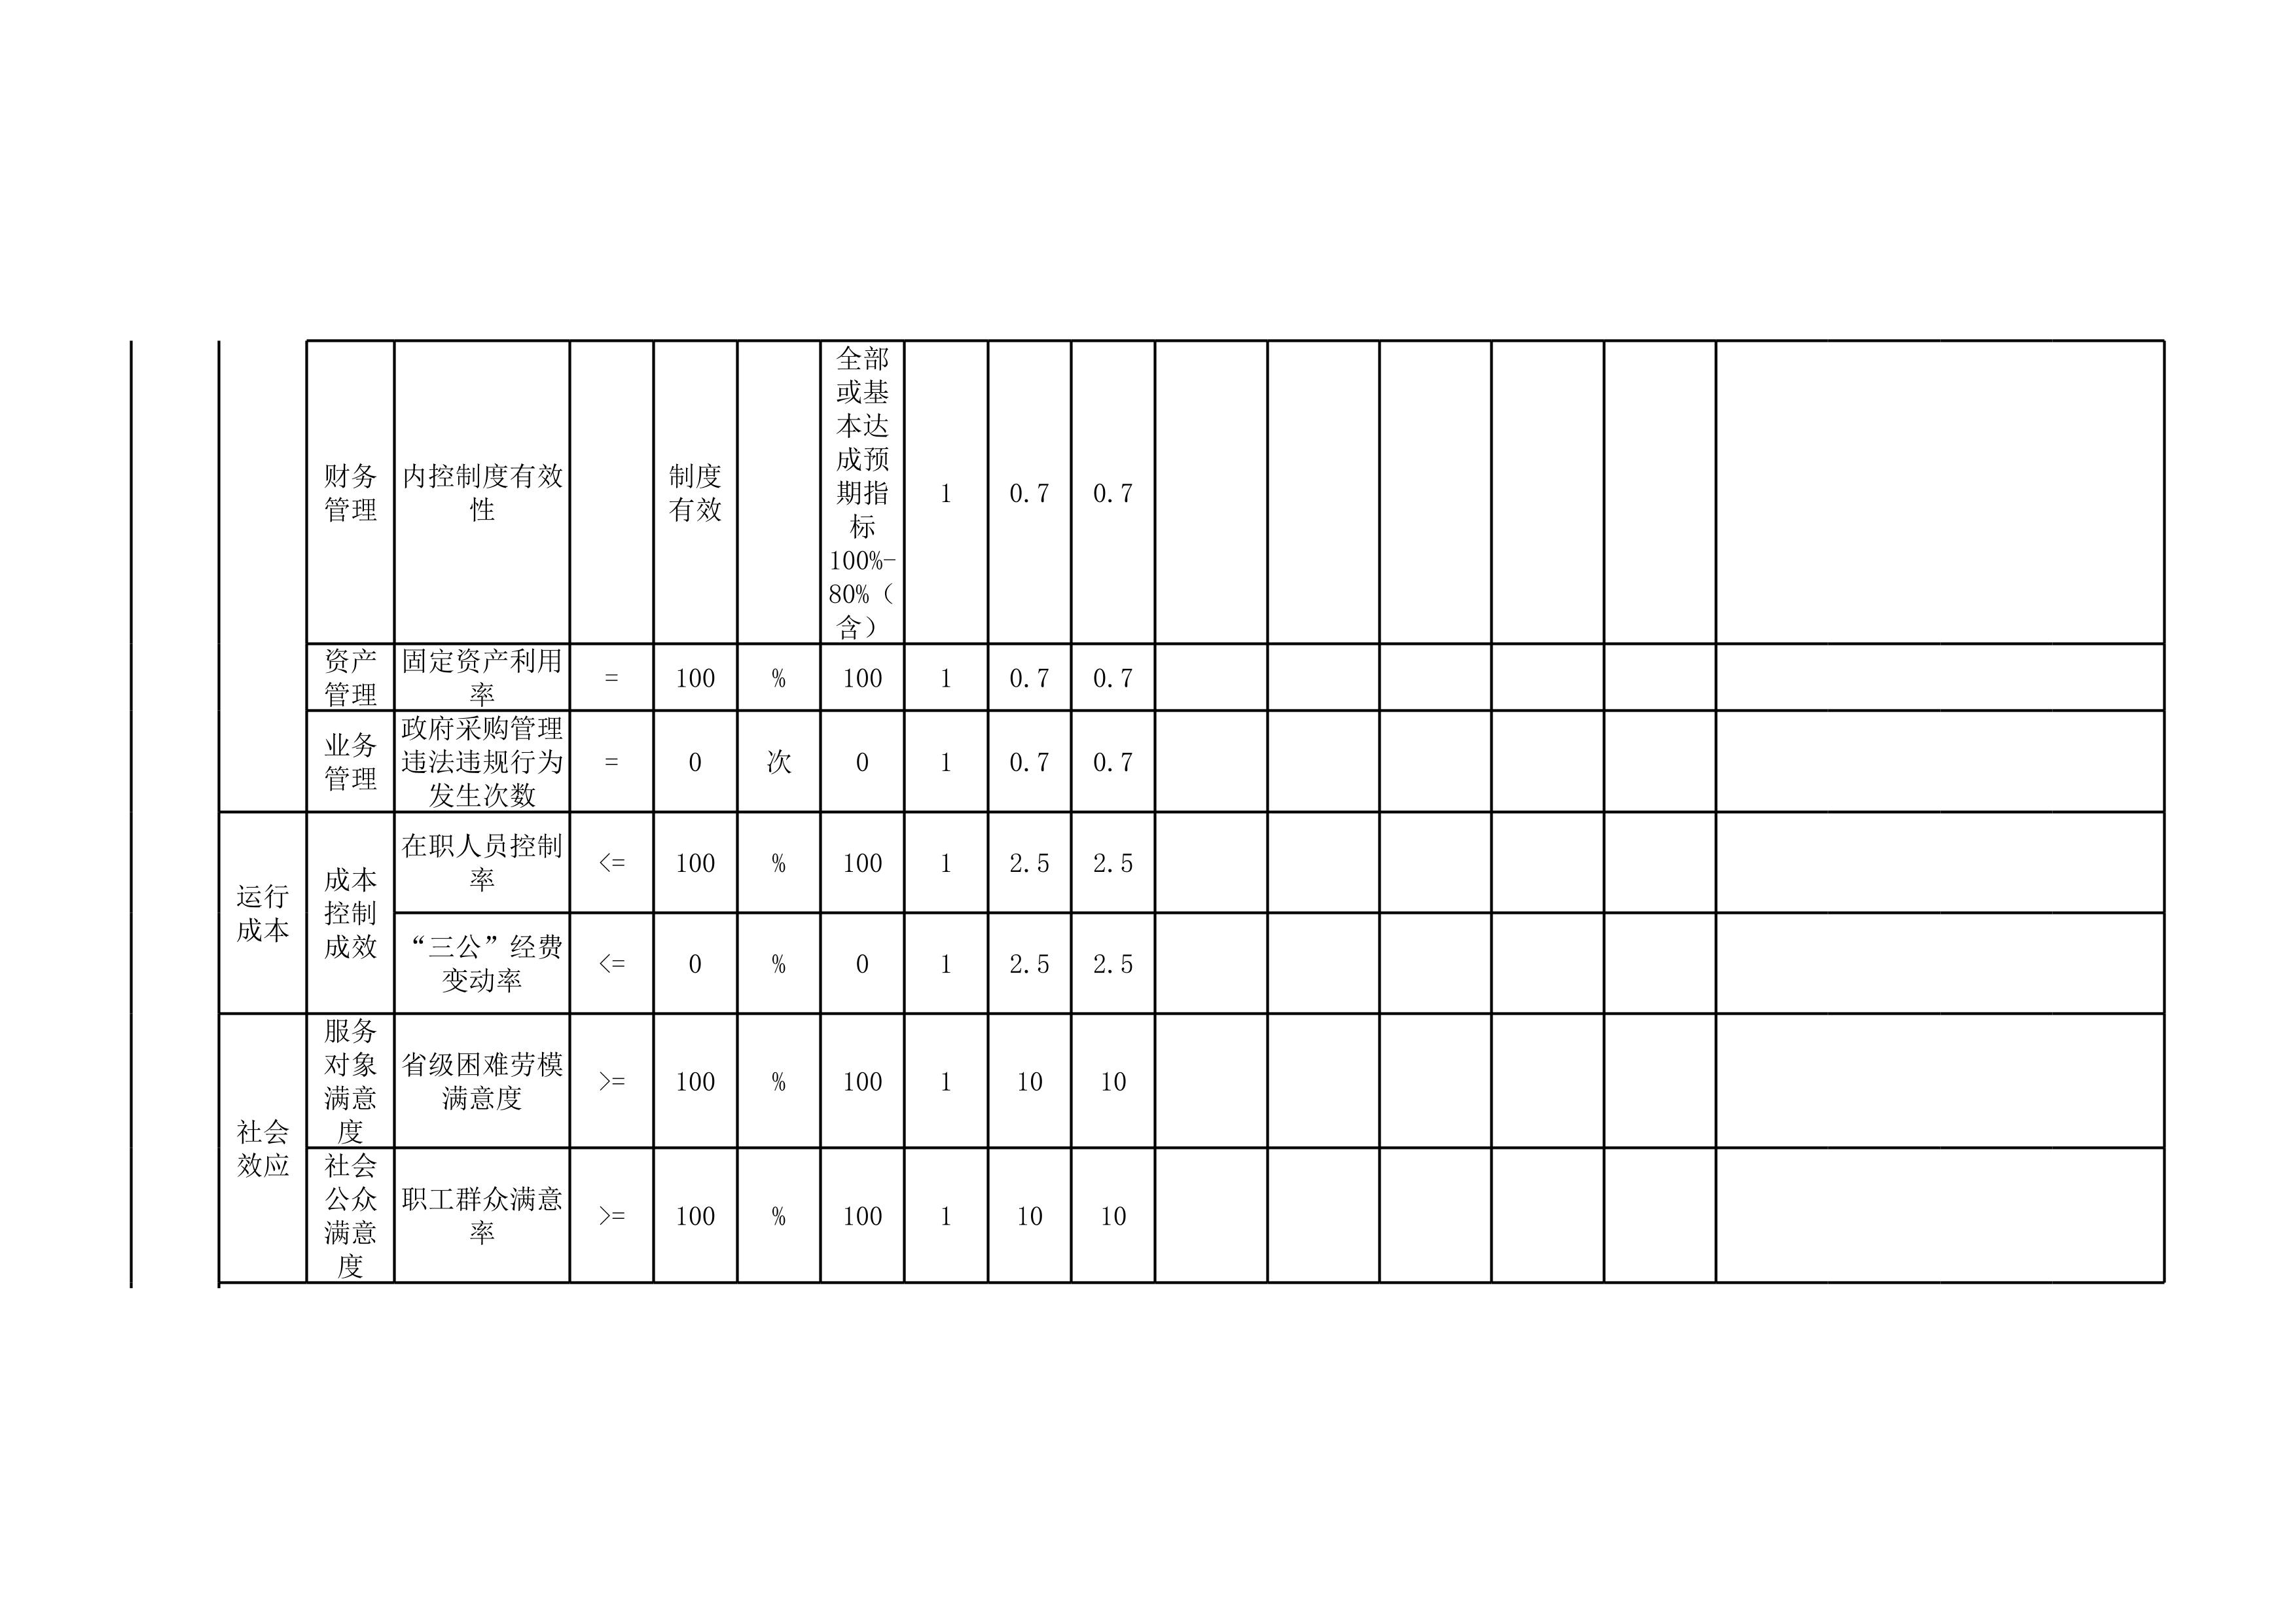 财务
管理
内控制度有效
性
制度
有效
全部
或基
本达
成预
期指
标
100%-
80%（
含）
1
0.7
0.7
资产
管理
固定资产利用
率
=
100
%
100
1
0.7
0.7
业务
管理
政府采购管理
违法违规行为
发生次数
=
0
次
0
1
0.7
0.7
运行
成本
成本
控制
成效
在职人员控制
率
<=
100
%
100
1
2.5
2.5
“三公”经费
变动率
<=
0
%
0
1
2.5
2.5
社会
效应
服务
对象
满意
度
省级困难劳模
满意度
>=
100
%
100
1
10
10
社会
公众
满意
度
职工群众满意
率
>=
100
%
100
1
10
10